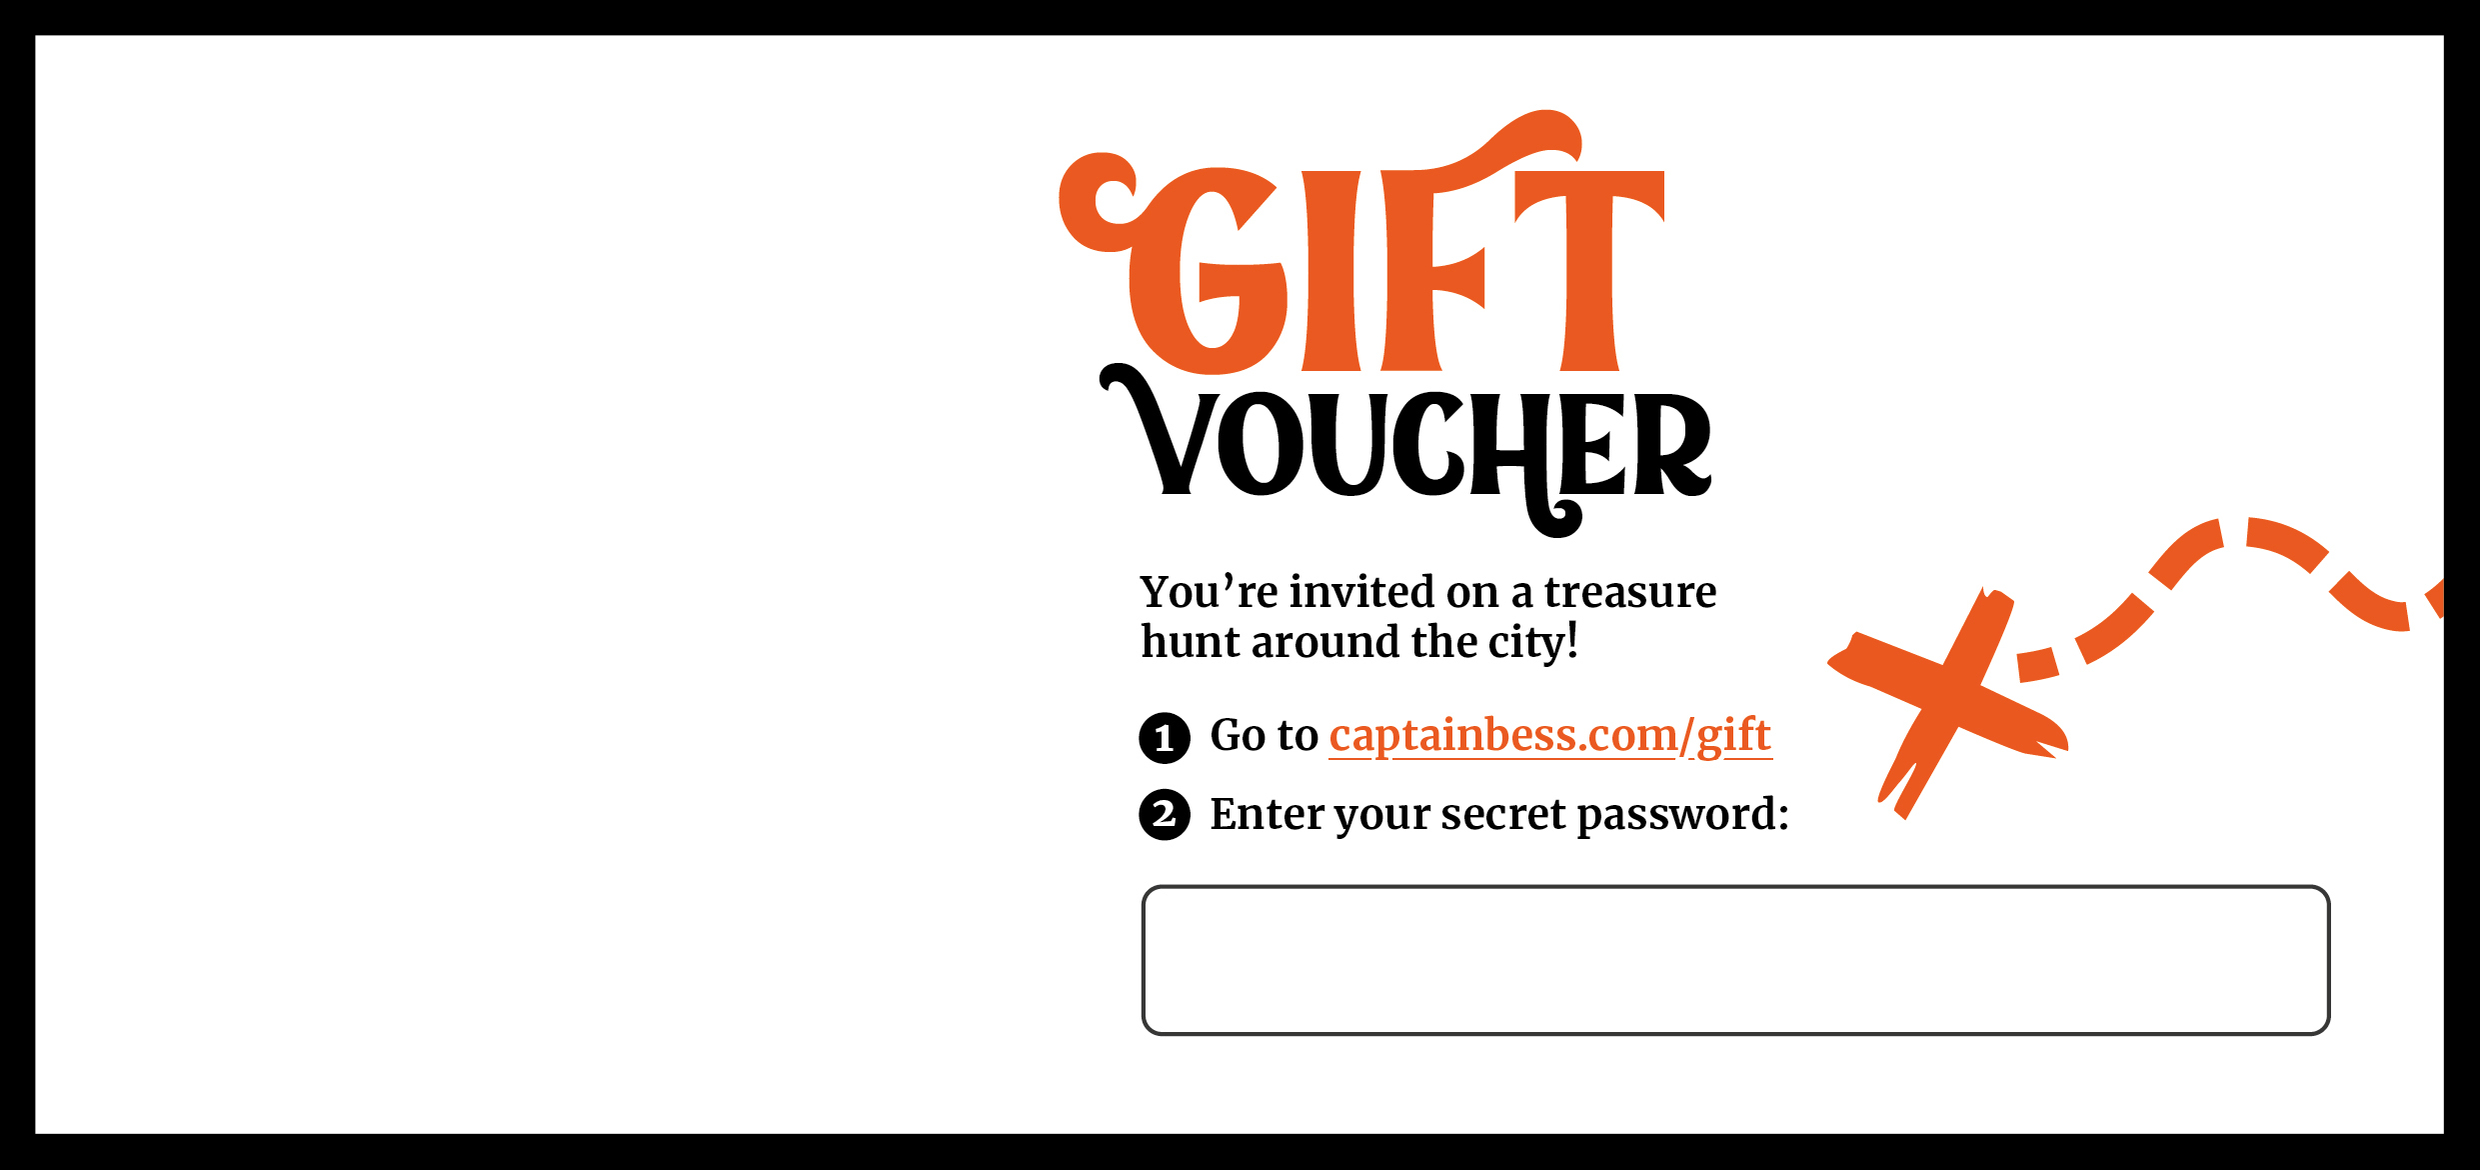 GIFT
VOUCHER
You’re invited on a treasure
hunt around the city!
1 Go to captainbess.com/gift
2 Enter your secret password: